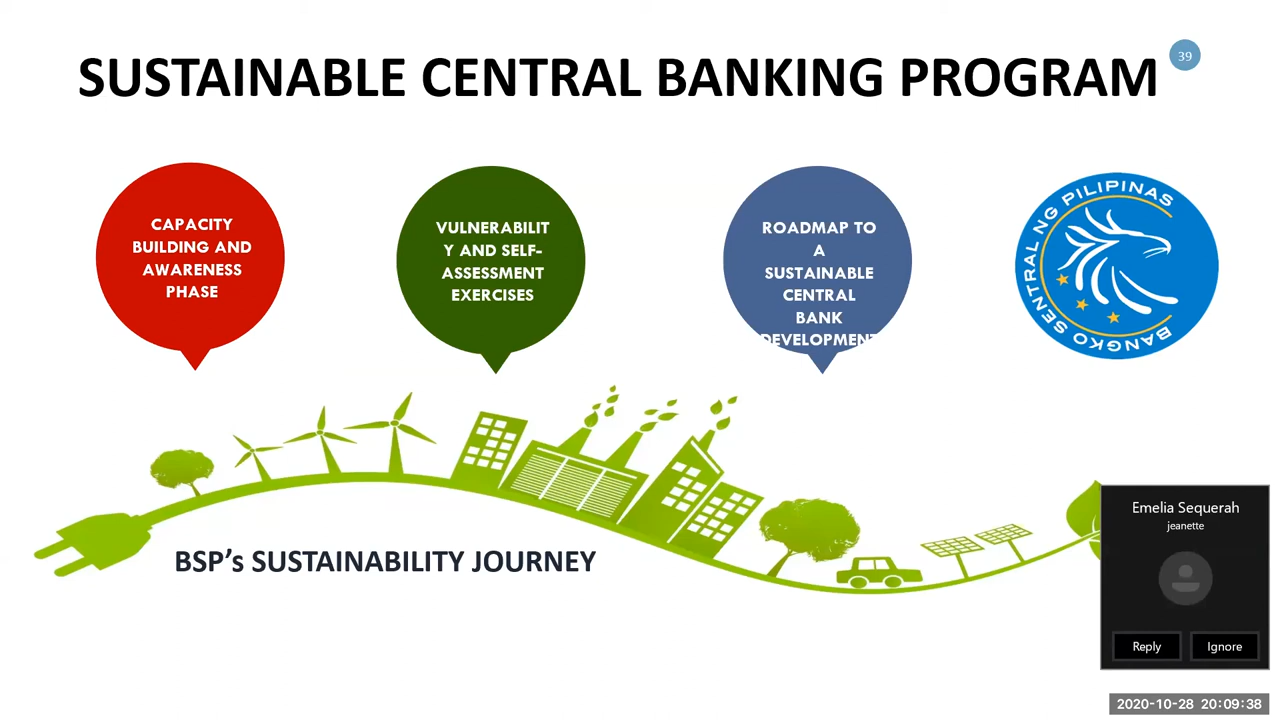 SUSTAINABLE CENTRAL BANKING PROGRAM
39
CAPACITY
BUILDING AND
AWARENESS
PHASE
VULNERABILIT
Y AND SELF-
ASSESSMENT
EXERCISES
ROADMAP TO
A
SUSTAINABLE
CENTRAL
BANK
DEVELOPMENT
BANGKO SENTRAL NG PILIPINAS
BSP’s SUSTAINABILITY JOURNEY
Emelia Sequerah
jeanette
Reply
Ignore
2020-10-28 20:09:38